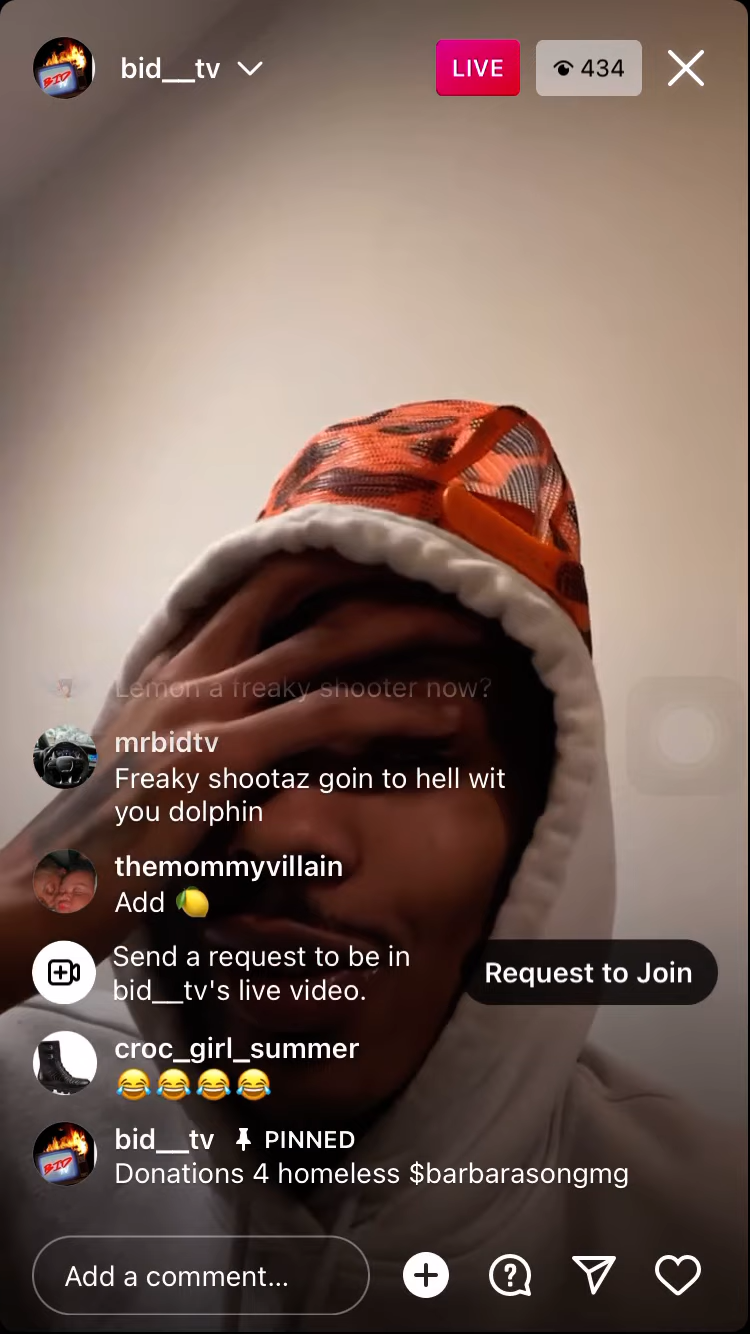 bid__tv
LIVE
434
BID
Lemon a freaky shooter now?
mrbidtv
Freaky shootaz goin to hell wit
you dolphin
themommyvillain
Add 🍋
Send a request to be in
bid__tv's live video.
Request to Join
croc_girl_summer
😂😂😂😂
bid__tv PINNED
BID
Donations 4 homeless $barbarasongmg
Add a comment...